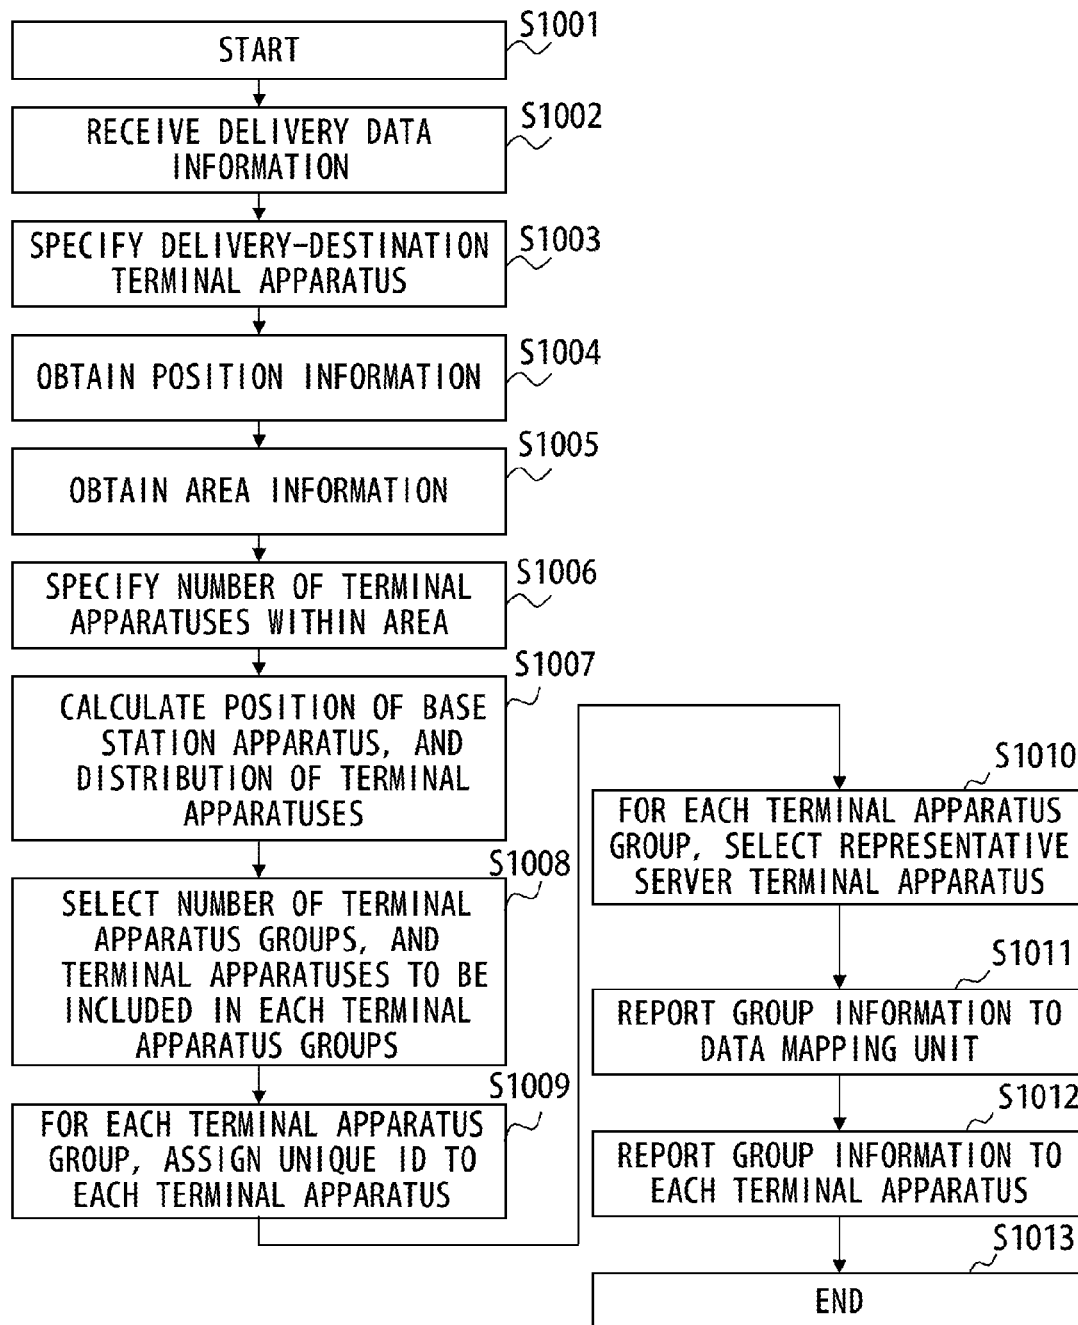 S1001
START
S1002
RECEIVE DELIVERY DATA
INFORMATION
S1003
SPECIFY DELIVERY-DESTINATION
TERMINAL APPARATUS
S1004
OBTAIN POSITION INFORMATION
S1005
OBTAIN AREA INFORMATION
S1006
SPECIFY NUMBER OF TERMINAL
APPARATUSES WITHIN AREA
S1007
CALCULATE POSITION OF BASE
STATION APPARATUS, AND
DISTRIBUTION OF TERMINAL
APPARATUSES
S1008
SELECT NUMBER OF TERMINAL
APPARATUS GROUPS, AND
TERMINAL APPARATUSES TO BE
INCLUDED IN EACH TERMINAL
APPARATUS GROUPS
S1009
FOR EACH TERMINAL APPARATUS
GROUP, ASSIGN UNIQUE ID TO
EACH TERMINAL APPARATUS
S1010
FOR EACH TERMINAL APPARATUS
GROUP, SELECT REPRESENTATIVE
SERVER TERMINAL APPARATUS
S1011
REPORT GROUP INFORMATION TO
DATA MAPPING UNIT
S1012
REPORT GROUP INFORMATION TO
EACH TERMINAL APPARATUS
S1013
END